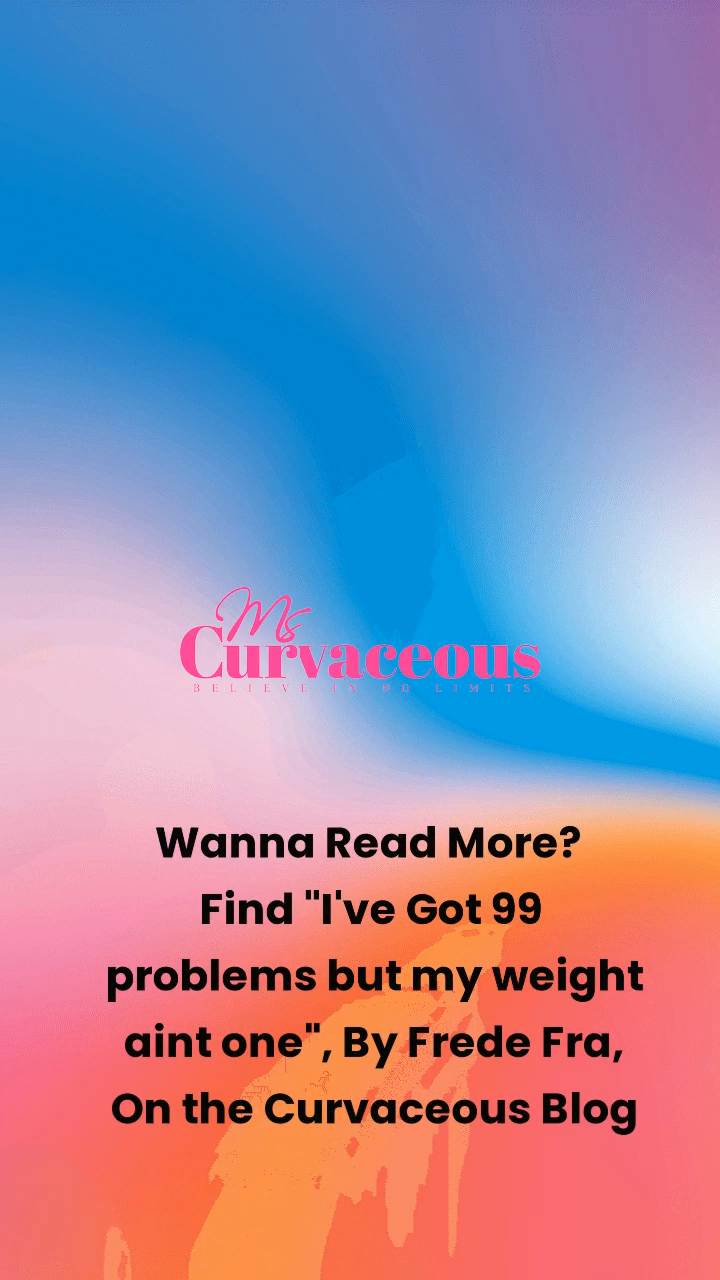 Ms
Curvaceous
BELIEVE IN NO LIMITS
Wanna Read More?
Find "I've Got 99
problems but my weight
aint one", By Frede Fra,
On the Curvaceous Blog